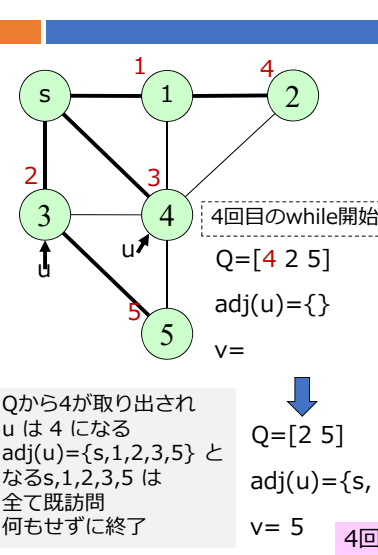 1
4
s
1
2
2
3
3
4
4回目のwhile開始
u
u
Q=[4 2 5]
adj(u)={}
5
5
v=
Qから4が取り出され
u は 4 になる
adj(u)={s,1,2,3,5} と
なるs,1,2,3,5 は
全て既訪問
何もせずに終了
Q=[2 5]
adj(u)={s,
v= 5
4回